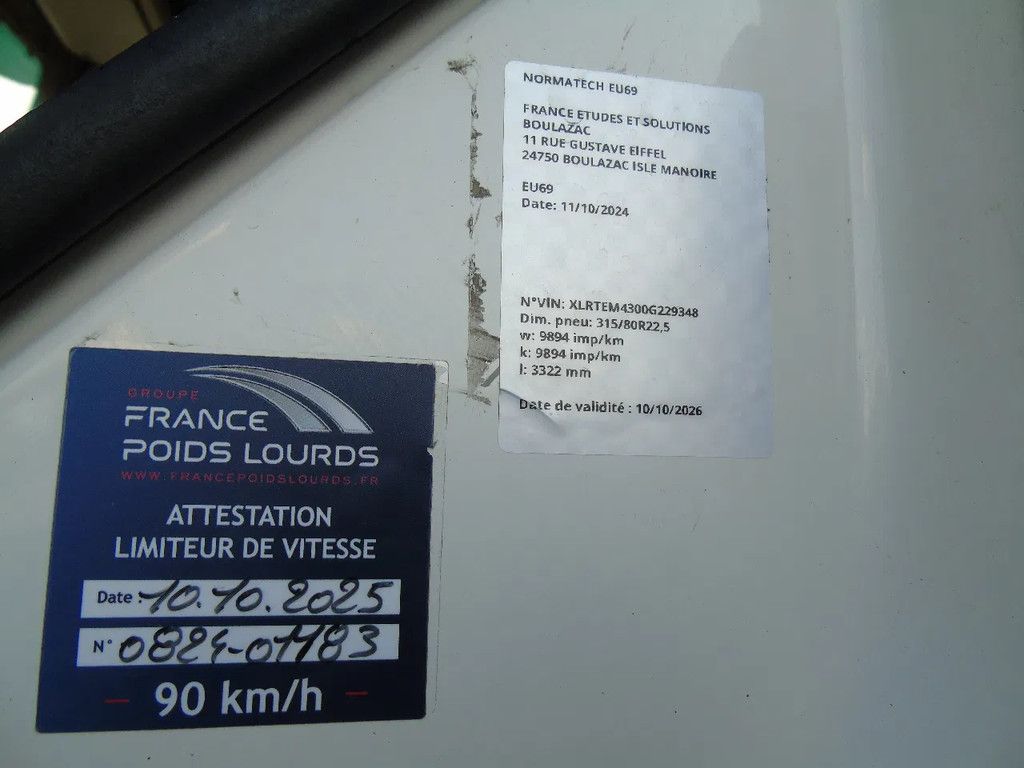 NORMATECH EU69
FRANCE ETUDES ET SOLUTIONS
BOULAZAC
11 RUE GUSTAVE EIFFEL
24750 BOULAZAC ISLE MANOIRE
EU69
Date: 11/10/2024
N°VIN: XLRTEM4300G229348
Dim. pneu: 315/80R22,5
w: 9894 imp/km
k: 9894 imp/km
l: 3322 mm
Date de validité : 10/10/2026
GROUPE
FRANCE
POIDS LOURDS
WWW.FRANCEPOIDSLOURDS.FR
ATTESTATION
LIMITEUR DE VITESSE
Date : 10.10.2025
N° 0824-01183
90 km/h